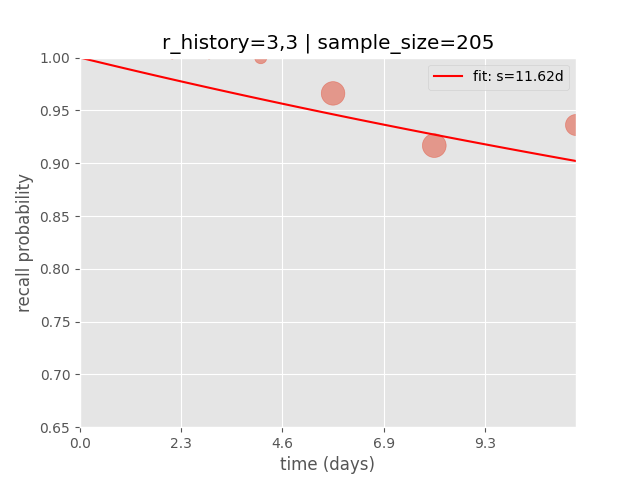 r_history=3,3 | sample_size=205
fit: s=11.62d
1.00
0.95
0.90
0.85
0.80
0.75
0.70
0.65
recall probability
0.0 2.3 4.6 6.9 9.3
time (days)